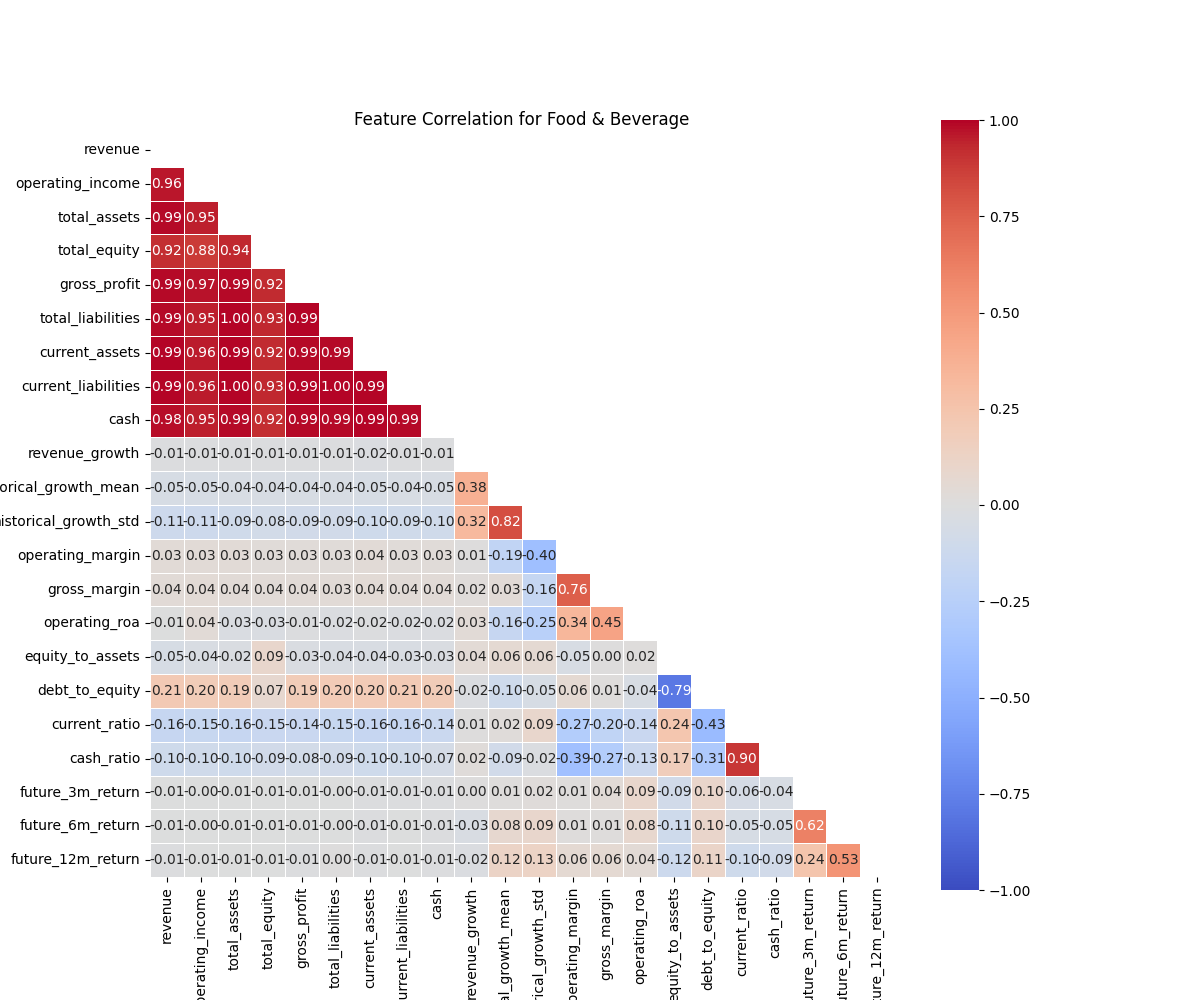 Feature Correlation for Food & Beverage
revenue
operating_income 0.96
total_assets 0.99 0.95
total_equity 0.92 0.88 0.94
gross_profit 0.99 0.97 0.99 0.92
total_liabilities 0.99 0.95 1.00 0.93 0.99
current_assets 0.99 0.96 0.99 0.92 0.99 0.99
current_liabilities 0.99 0.96 1.00 0.93 0.99 1.00 0.99
cash 0.98 0.95 0.99 0.92 0.99 0.99 0.99 0.99
revenue_growth -0.01 -0.01 -0.01 -0.01 -0.01 -0.01 -0.02 -0.01 -0.01
orical_growth_mean -0.05 -0.05 -0.04 -0.04 -0.04 -0.04 -0.05 -0.04 -0.05 0.38
istorical_growth_std -0.11 -0.11 -0.09 -0.08 -0.09 -0.09 -0.10 -0.09 -0.10 0.32 0.82
operating_margin 0.03 0.03 0.03 0.03 0.03 0.03 0.04 0.03 0.03 0.01 -0.19 -0.40
gross_margin 0.04 0.04 0.04 0.04 0.04 0.03 0.04 0.04 0.04 0.02 0.03 -0.16 0.76
operating_roa -0.01 0.04 -0.03 -0.03 -0.01 -0.02 -0.02 -0.02 -0.02 0.03 -0.16 -0.25 0.34 0.45
equity_to_assets -0.05 -0.04 -0.02 0.09 -0.03 -0.04 -0.04 -0.03 -0.03 0.04 0.06 0.06 -0.05 0.00 0.02
debt_to_equity 0.21 0.20 0.19 0.07 0.19 0.20 0.20 0.21 0.20 -0.02 -0.10 -0.05 0.06 0.01 -0.04 -0.79
current_ratio -0.16 -0.15 -0.16 -0.15 -0.14 -0.15 -0.16 -0.16 -0.14 0.01 0.02 0.09 -0.27 -0.20 -0.14 0.24 -0.43
cash_ratio -0.10 -0.10 -0.10 -0.09 -0.08 -0.09 -0.10 -0.10 -0.07 0.02 -0.09 -0.02 -0.39 -0.27 -0.13 0.17 -0.31 0.90
future_3m_return -0.01 -0.00 -0.01 -0.01 -0.01 -0.00 -0.01 -0.01 -0.01 0.00 0.01 0.02 0.01 0.04 0.09 -0.09 0.10 -0.06 -0.04
future_6m_return -0.01 -0.00 -0.01 -0.01 -0.01 -0.00 -0.01 -0.01 -0.01 -0.03 0.08 0.09 0.01 0.01 0.08 -0.11 0.10 -0.05 -0.05 0.62
future_12m_return -0.01 -0.01 -0.01 -0.01 -0.01 0.00 -0.01 -0.01 -0.01 -0.02 0.12 0.13 0.06 0.06 0.04 -0.12 0.11 -0.10 -0.09 0.24 0.53
revenue
perating_income
total_assets
total_equity
gross_profit
total_liabilities
current_assets
urrent_liabilities
cash
revenue_growth
al_growth_mean
rical_growth_std
perating_margin
gross_margin
operating_roa
equity_to_assets
debt_to_equity
current_ratio
cash_ratio
uture_3m_return
uture_6m_return
ure_12m_return
1.00
0.75
0.50
0.25
0.00
−0.25
−0.50
−0.75
−1.00